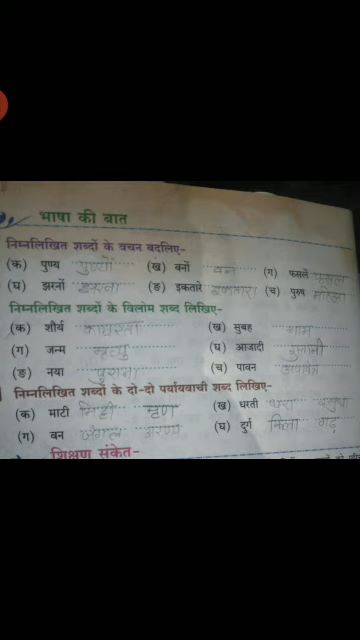 भाषा की बात
निम्नलिखित शब्दों के वचन बदलिए-
(क) पुण्य पुण्यों (ख) वनों वन (ग) फसलें फसल
(घ) झरनों झरना (ङ) इकतारे इकतारा (च) पुरुष
निम्नलिखित शब्दों के विलोम शब्द लिखिए-
(क) शौर्य कायरता (ख) सुबह शाम
(ग) जन्म मृत्यु (घ) आजादी गुलामी
(ङ) नया पुराना (च) पावन
निम्नलिखित शब्दों के दो-दो पर्यायवाची शब्द लिखिए-
(क) माटी मिट्टी (ख) धरती धरा वसुधा
(ग) वन जंगल अरण्य (घ) दुर्ग किला गढ़
शिक्षण संकेत-